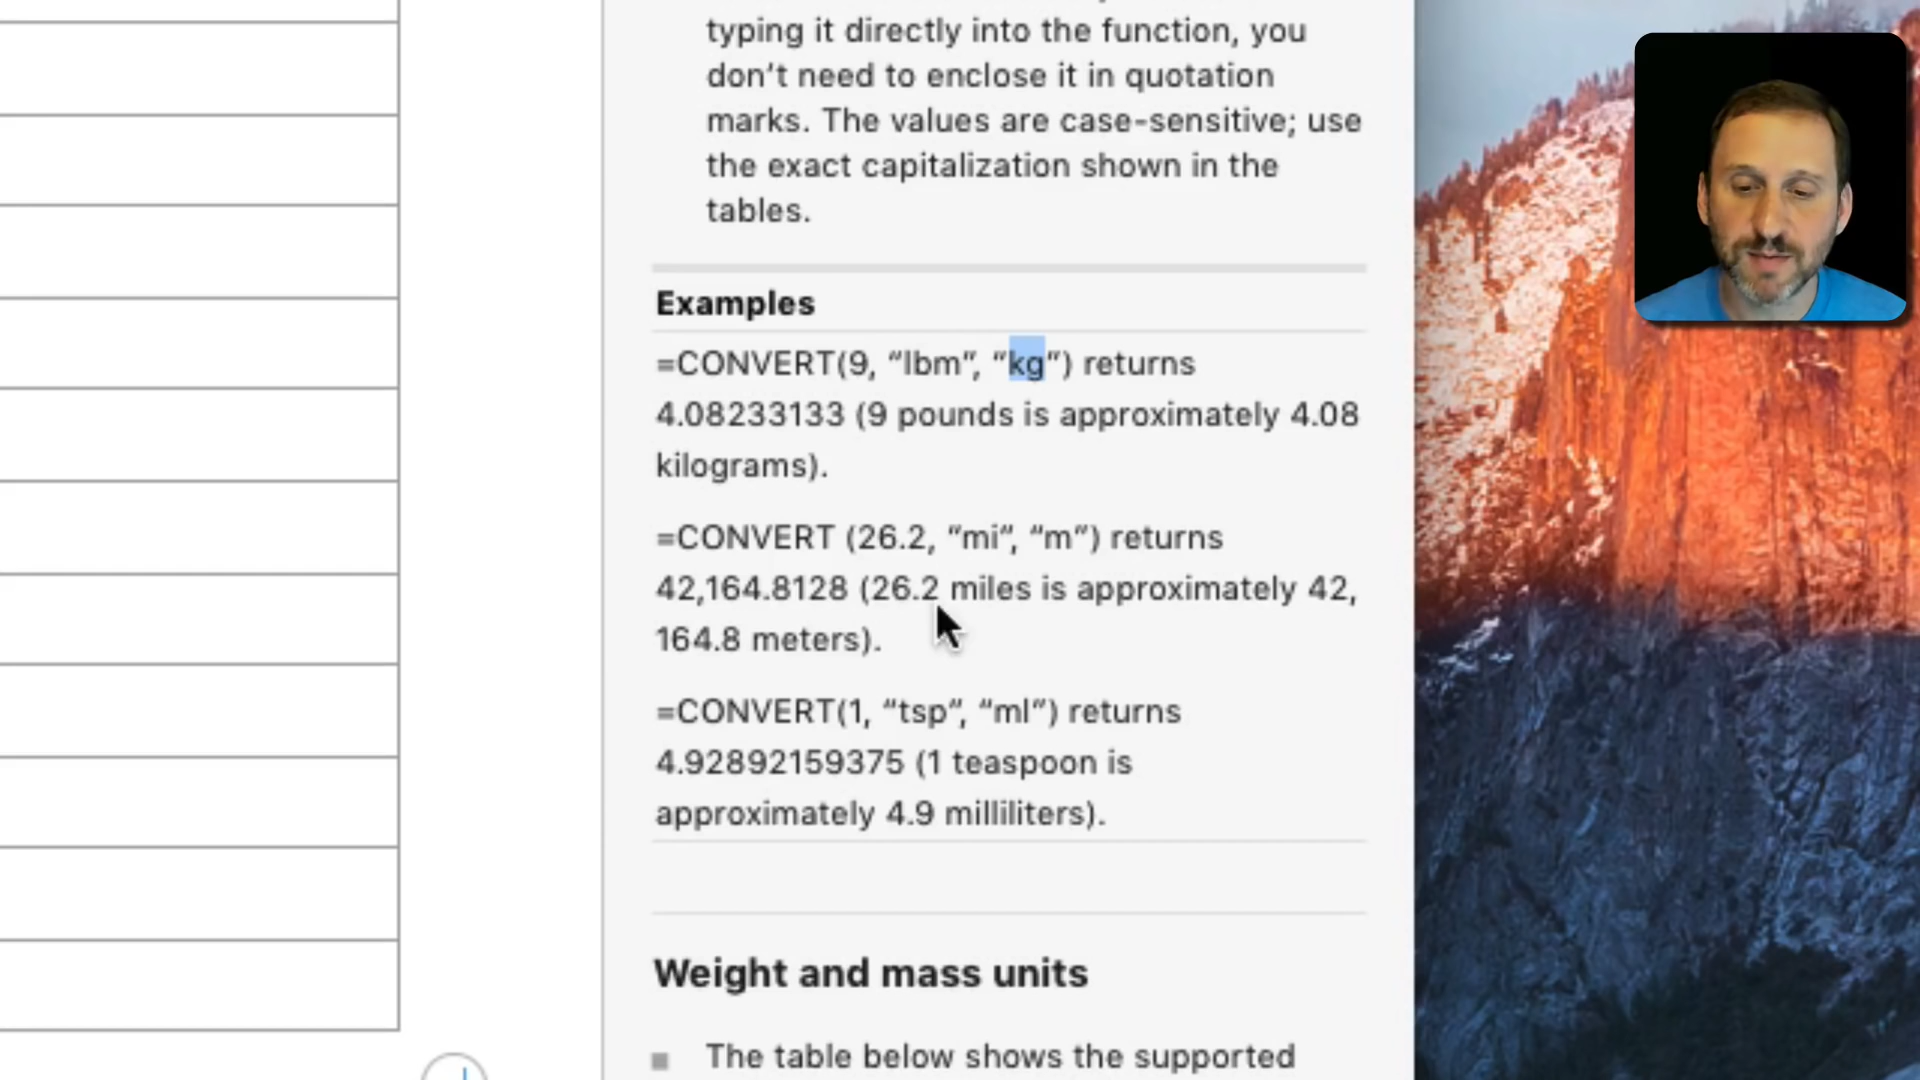 typing it directly into the function, you
don’t need to enclose it in quotation
marks. The values are case-sensitive; use
the exact capitalization shown in the
tables.
Examples
=CONVERT(9, “lbm”, “kg”) returns
4.08233133 (9 pounds is approximately 4.08
kilograms).
=CONVERT (26.2, “mi”, “m”) returns
42,164.8128 (26.2 miles is approximately 42,
164.8 meters).
=CONVERT(1, “tsp”, “ml”) returns
4.92892159375 (1 teaspoon is
approximately 4.9 milliliters).
Weight and mass units
The table below shows the supported